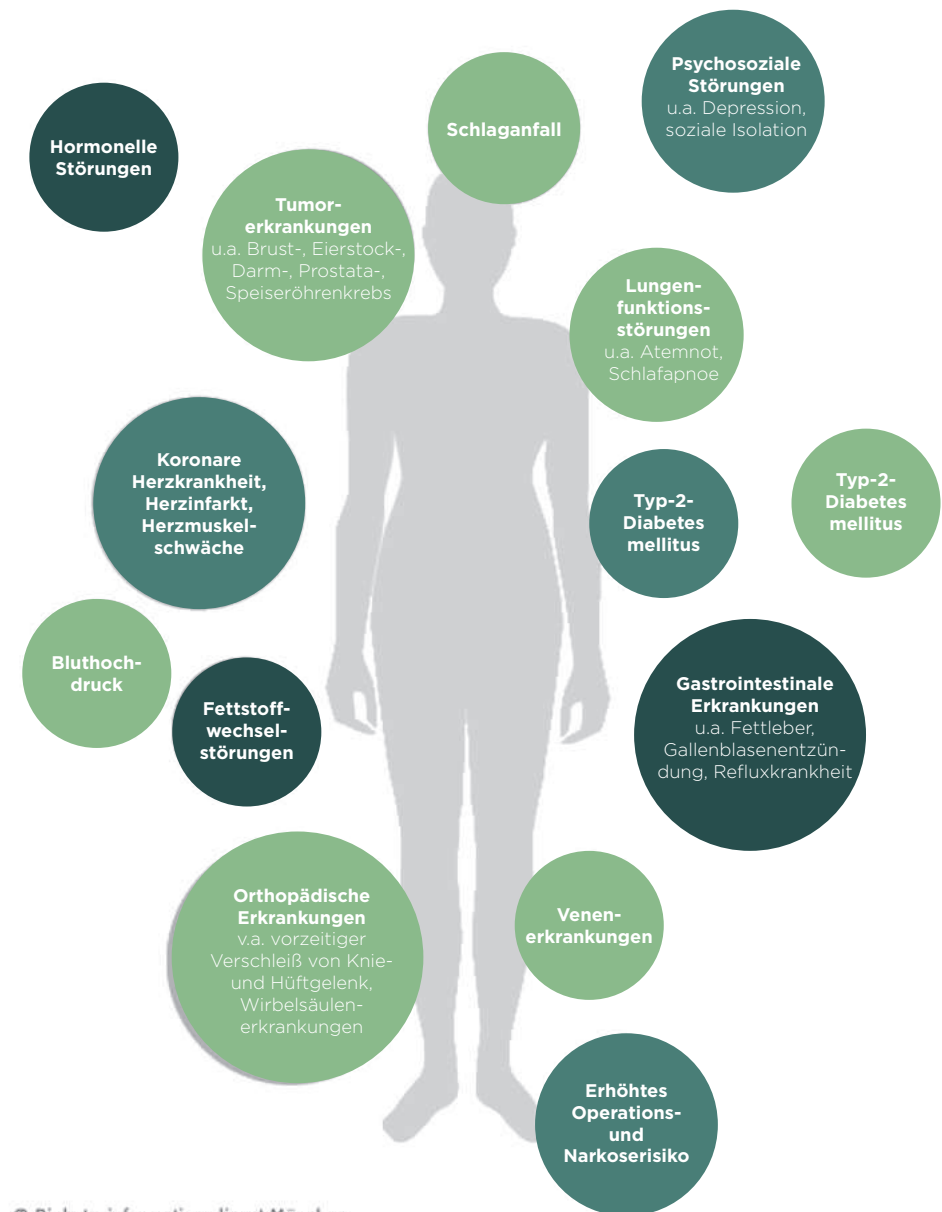 Psychosoziale
Störungen
u.a. Depression,
soziale Isolation
Schlaganfall
Hormonelle
Störungen
Tumor-
erkrankungen
u.a. Brust-, Eierstock-,
Darm-, Prostata-,
Speiseröhrenkrebs
Lungen-
funktions-
störungen
u.a. Atemnot,
Schlafapnoe
Koronare
Herzkrankheit,
Herzinfarkt,
Herzmuskel-
schwäche
Typ-2-
Diabetes
mellitus
Typ-2-
Diabetes
mellitus
Bluthoch-
druck
Fettstoff-
wechsel-
störungen
Gastrointestinale
Erkrankungen
u.a. Fettleber,
Gallenblasenentzün-
dung, Refluxkrankheit
Orthopädische
Erkrankungen
v.a. vorzeitiger
Verschleiß von Knie-
und Hüftgelenk,
Wirbelsäulen-
erkrankungen
Venen-
erkrankungen
Erhöhtes
Operations-
und
Narkoserisiko